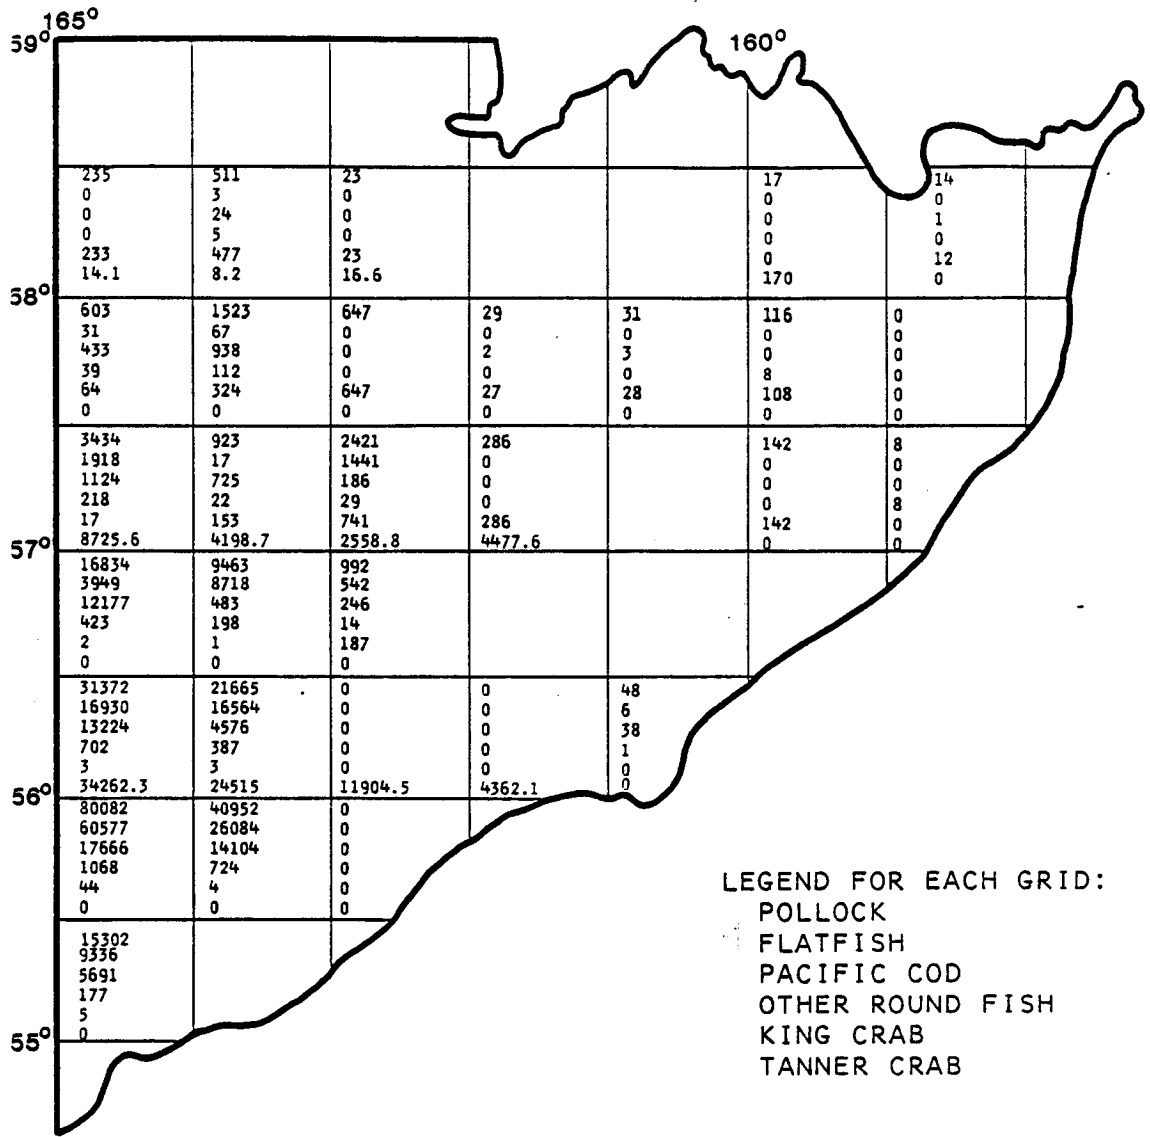 165°
59°
160°
235 511 23 17 14
0 3 0 0 0
0 24 0 0 1
0 5 0 0 0
233 477 23 0 12
14.1 8.2 16.6 170 0
58°
603 1523 647 29 31 116 0
31 67 0 0 0 0 0
433 938 0 2 3 0 0
39 112 0 0 0 8 0
64 324 647 27 28 108 0
0 0 0 0 0 0 0
3434 923 2421 286 142 8
1918 17 1441 0 0 0
1124 725 186 0 0 0
218 22 29 0 0 8
17 153 741 286 142 0
8725.6 4198.7 2558.8 4477.6 0 0
57°
16834 9463 992
3949 8718 542
12177 483 246
423 198 14
2 1 187
0 0 0
31372 21665 0 0 48
16930 16564 0 0 6
13224 4576 0 0 38
702 387 0 0 1
3 3 0 0 0
34262.3 24515 11904.5 4362.1 0
56°
80082 40952 0
60577 26084 0
17666 14104 0
1068 724 0
44 4 0
0 0 0
15302
9336
5691
177
5
0
55°
LEGEND FOR EACH GRID:
POLLOCK
FLATFISH
PACIFIC COD
OTHER ROUND FISH
KING CRAB
TANNER CRAB